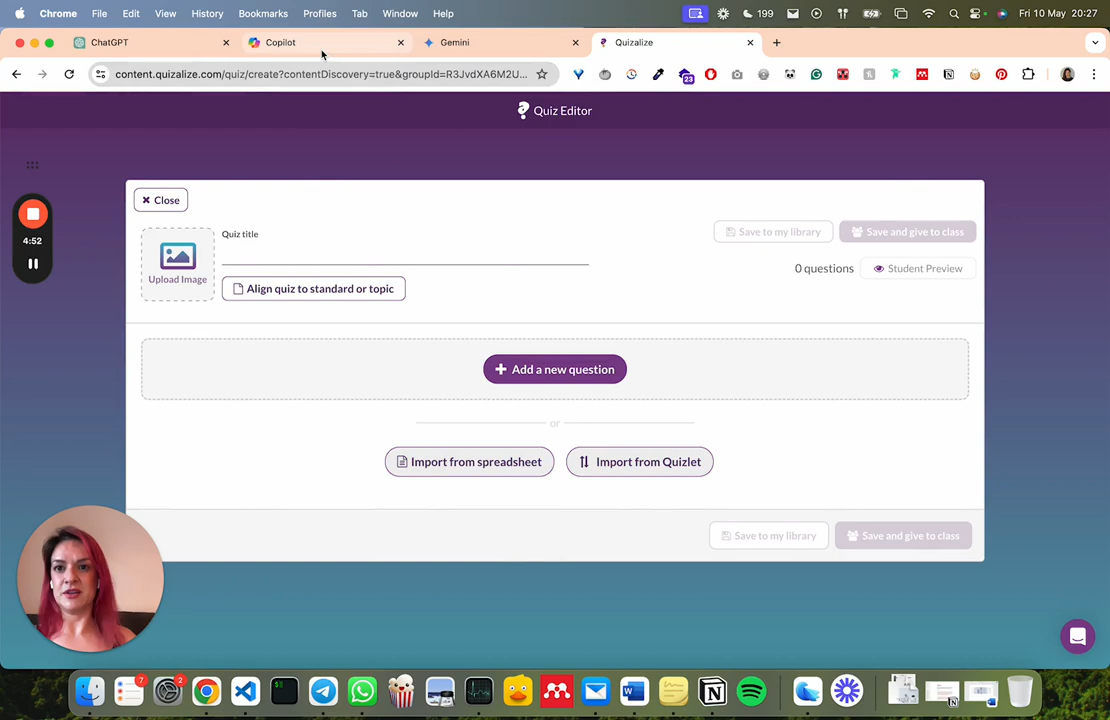 Chrome File Edit View History Bookmarks Profiles Tab Window Help 199 Fri 10 May 20:27
ChatGPT Copilot Gemini Quizalize
content.quizalize.com/quiz/create?contentDiscovery=true&groupId=R3JvdXA6M2U...
23
Quiz Editor
Close
Quiz title
Save to my library Save and give to class
Upload Image
4:52
0 questions Student Preview
Align quiz to standard or topic
Add a new question
or
Import from spreadsheet Import from Quizlet
Save to my library Save and give to class
7 2